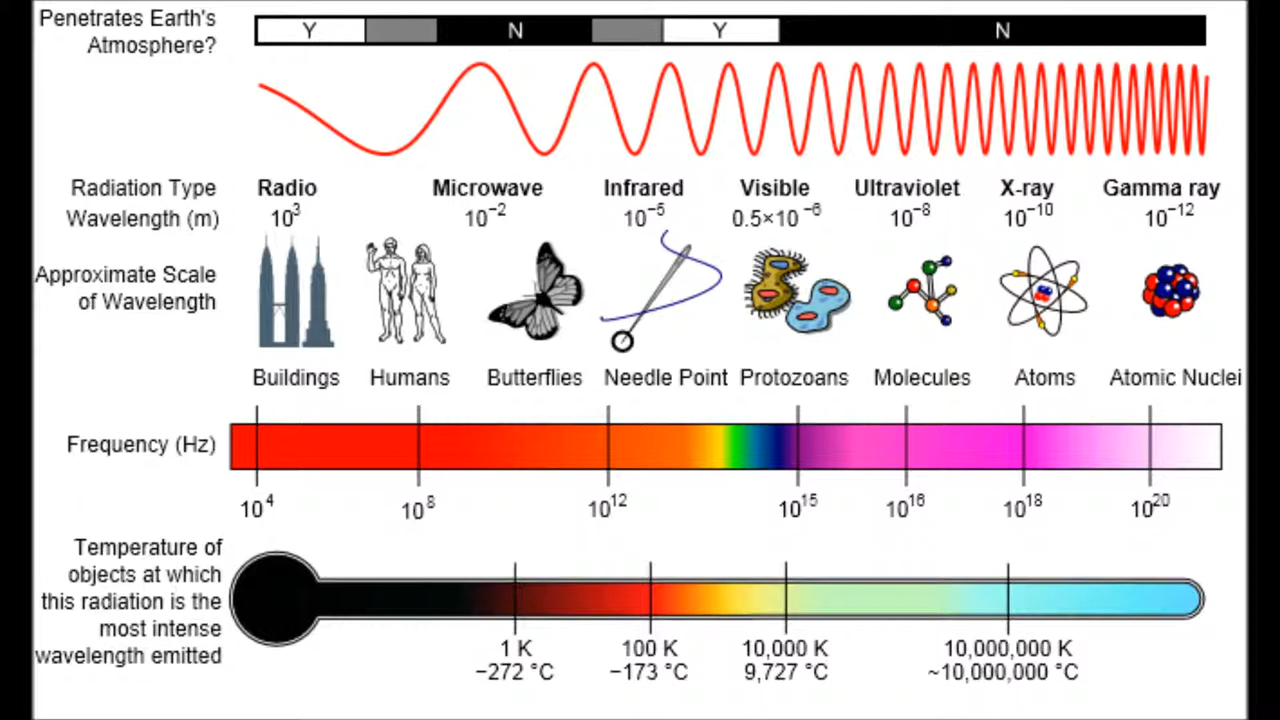 Penetrates Earth's
Atmosphere?
Y N Y N
Radiation Type
Radio Microwave Infrared Visible Ultraviolet X-ray Gamma ray
Wavelength (m)
10³ 10⁻² 10⁻⁵ 0.5×10⁻⁶ 10⁻⁸ 10⁻¹⁰ 10⁻¹²
Approximate Scale
of Wavelength
Buildings Humans Butterflies Needle Point Protozoans Molecules Atoms Atomic Nuclei
Frequency (Hz)
10⁴ 10⁸ 10¹² 10¹⁵ 10¹⁶ 10¹⁸ 10²⁰
Temperature of
objects at which
this radiation is the
most intense
wavelength emitted
1 K 100 K 10,000 K 10,000,000 K
−272 °C −173 °C 9,727 °C ~10,000,000 °C